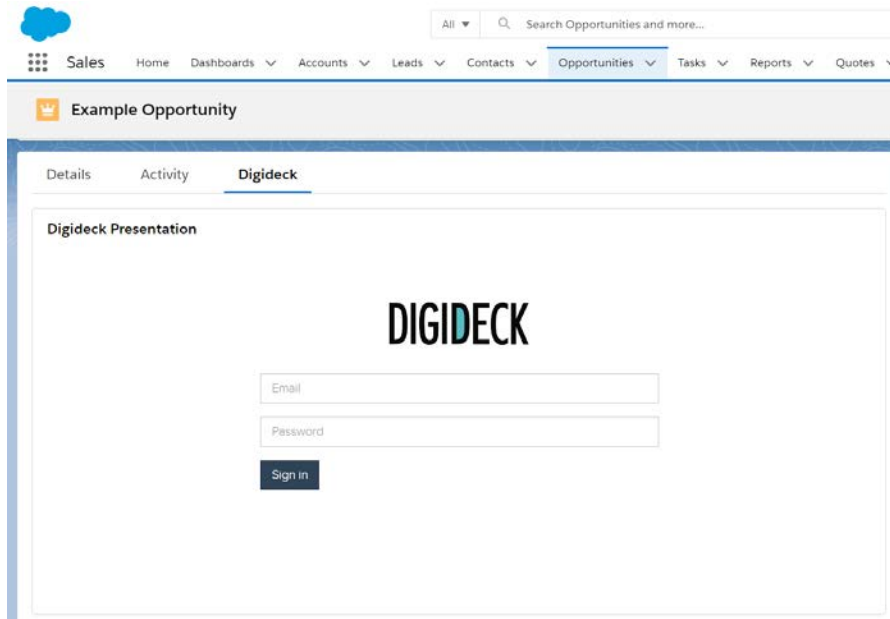 All Search Opportunities and more...
Sales Home Dashboards Accounts Leads Contacts Opportunities Tasks Reports Quotes
Example Opportunity
Details Activity Digideck
Digideck Presentation
DIGIDECK
Email
Password
Sign in